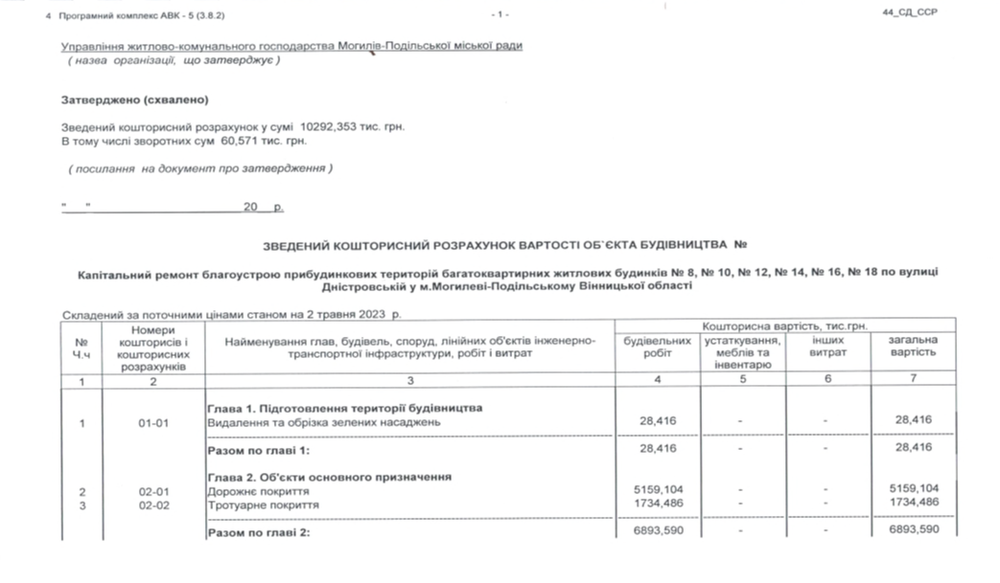 4 Програмний комплекс АВК - 5 (3.8.2)
- 1 -
44_СД_ССР
Управління житлово-комунального господарства Могилів-Подільської міської ради
( назва організації, що затверджує )
Затверджено (схвалено)
Зведений кошторисний розрахунок у сумі 10292,353 тис. грн.
В тому числі зворотних сум 60,571 тис. грн.
( посилання на документ про затвердження )
" " 20 р.
ЗВЕДЕНИЙ КОШТОРИСНИЙ РОЗРАХУНОК ВАРТОСТІ ОБ`ЄКТА БУДІВНИЦТВА №
Капітальний ремонт благоустрою прибудинкових територій багатоквартирних житлових будинків № 8, № 10, № 12, № 14, № 16, № 18 по вулиці
Дністровській у м.Могилеві-Подільському Вінницької області
Складений за поточними цінами станом на 2 травня 2023 р.
№ Ч.ч
Номери кошторисів і кошторисних розрахунків
Найменування глав, будівель, споруд, лінійних об'єктів інженерно-
транспортної інфраструктури, робіт і витрат
Кошторисна вартість, тис.грн.
будівельних робіт
устаткування, меблів та інвентарю
інших витрат
загальна вартість
1 2 3 4 5 6 7
Глава 1. Підготовлення території будівництва
1 01-01 Видалення та обрізка зелених насаджень 28,416 - - 28,416
Разом по главі 1: 28,416 - - 28,416
Глава 2. Об'єкти основного призначення
2 02-01 Дорожнє покриття 5159,104 - - 5159,104
3 02-02 Тротуарне покриття 1734,486 - - 1734,486
Разом по главі 2: 6893,590 - - 6893,590